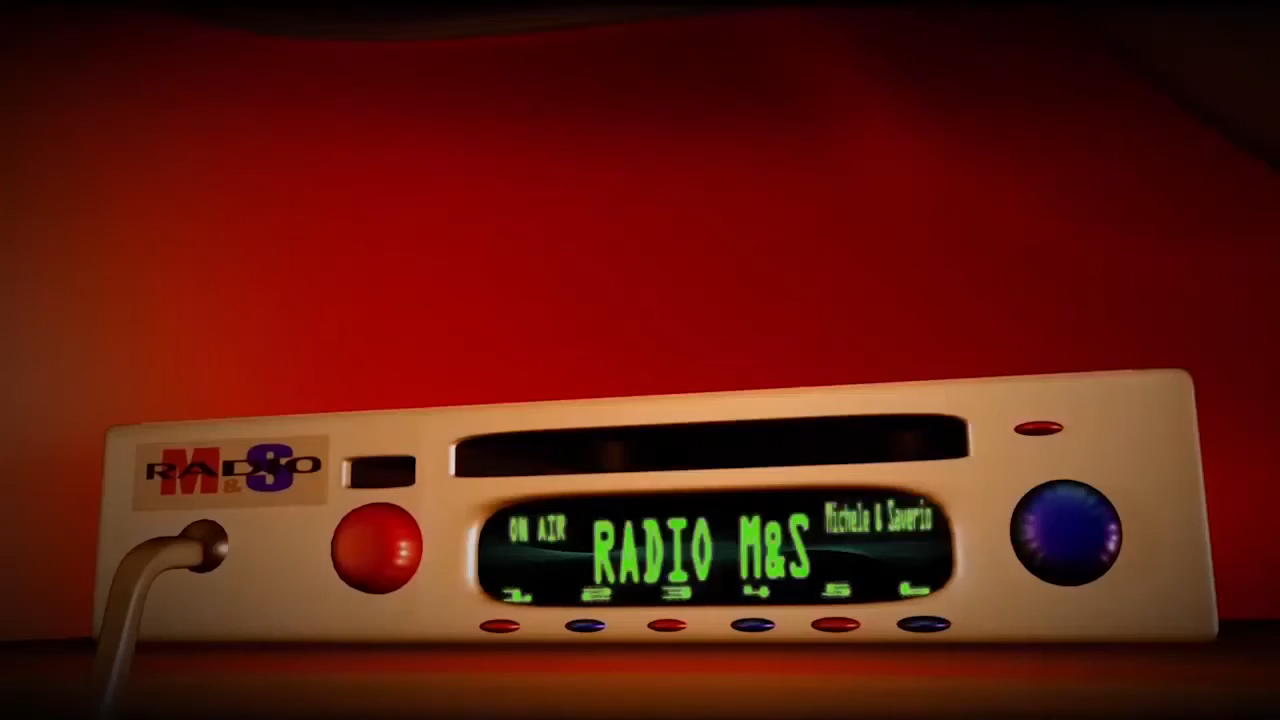 RADIO
M&S
ON AIR
RADIO M&S
Michele & Saverio
1 2 3 4 5 6